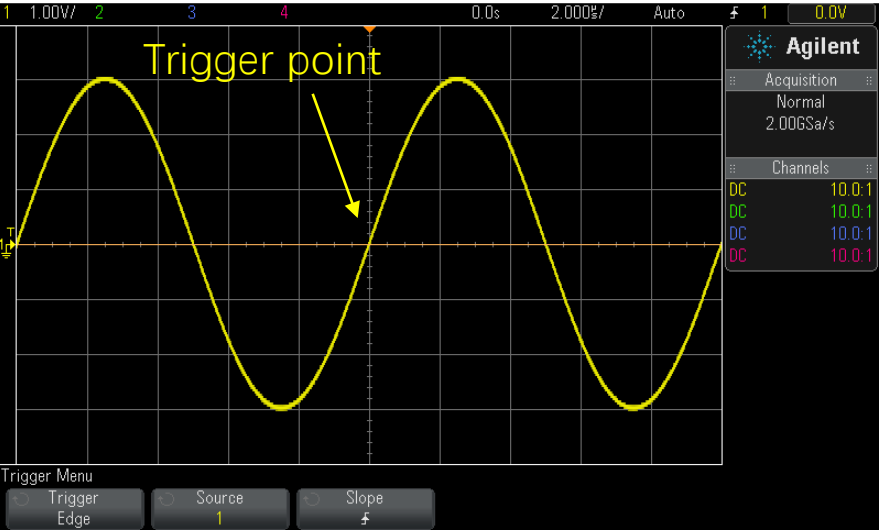 1 1.00V/ 2 3 4 0.0s 2.000µs/ Auto 1 0.0V
Agilent
Trigger point
Acquisition
Normal
2.00GSa/s
Channels
DC 10.0:1
DC 10.0:1
DC 10.0:1
DC 10.0:1
T
1
Trigger Menu
Trigger
Edge
Source
1
Slope